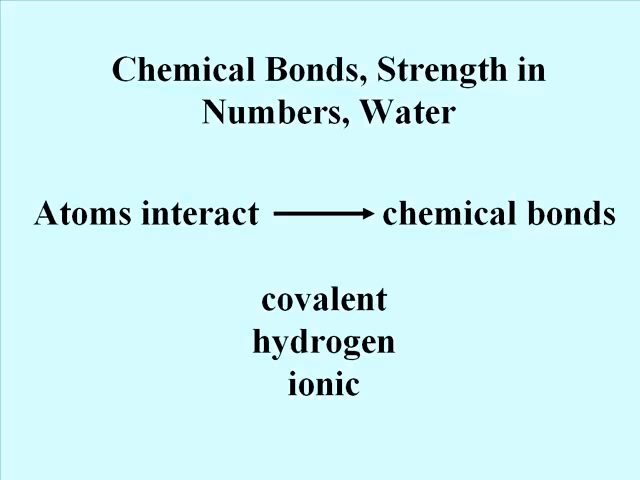 Chemical Bonds, Strength in
Numbers, Water
Atoms interact chemical bonds
covalent
hydrogen
ionic